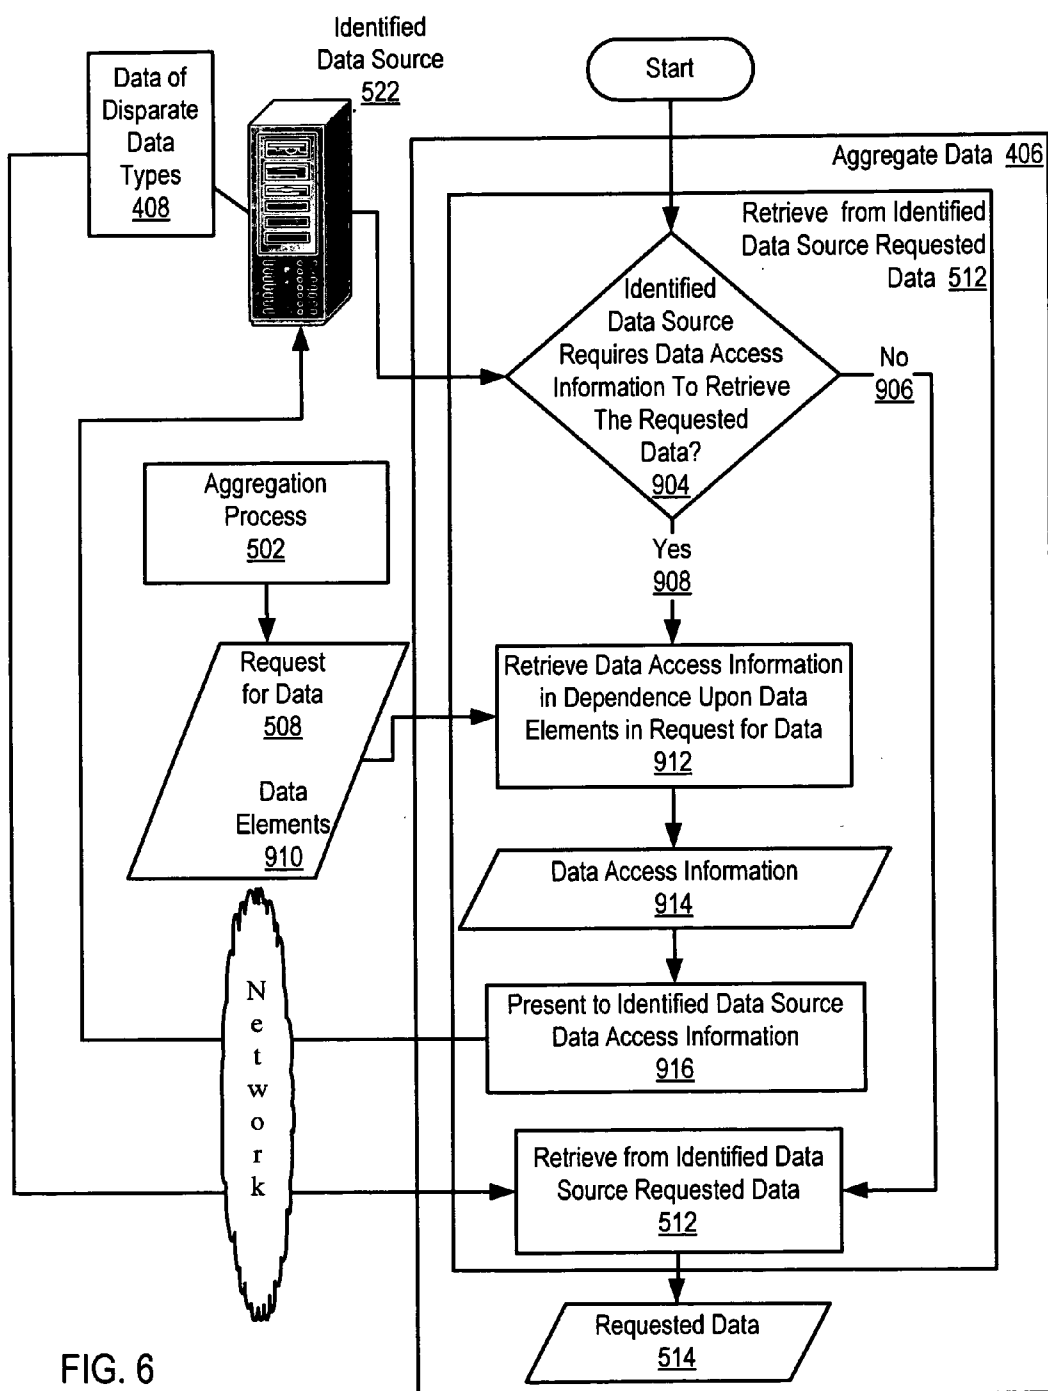 Identified
Data Source
522
Data of
Disparate
Data
Types
408
Start
Aggregate Data 406
Retrieve from Identified
Data Source Requested
Data 512
Identified
Data Source
Requires Data Access
Information To Retrieve
The Requested
Data?
904
No
906
Yes
908
Aggregation
Process
502
Request
for Data
508
Data
Elements
910
Retrieve Data Access Information
in Dependence Upon Data
Elements in Request for Data
912
Data Access Information
914
Present to Identified Data Source
Data Access Information
916
Network
Retrieve from Identified Data
Source Requested Data
512
Requested Data
514
FIG. 6